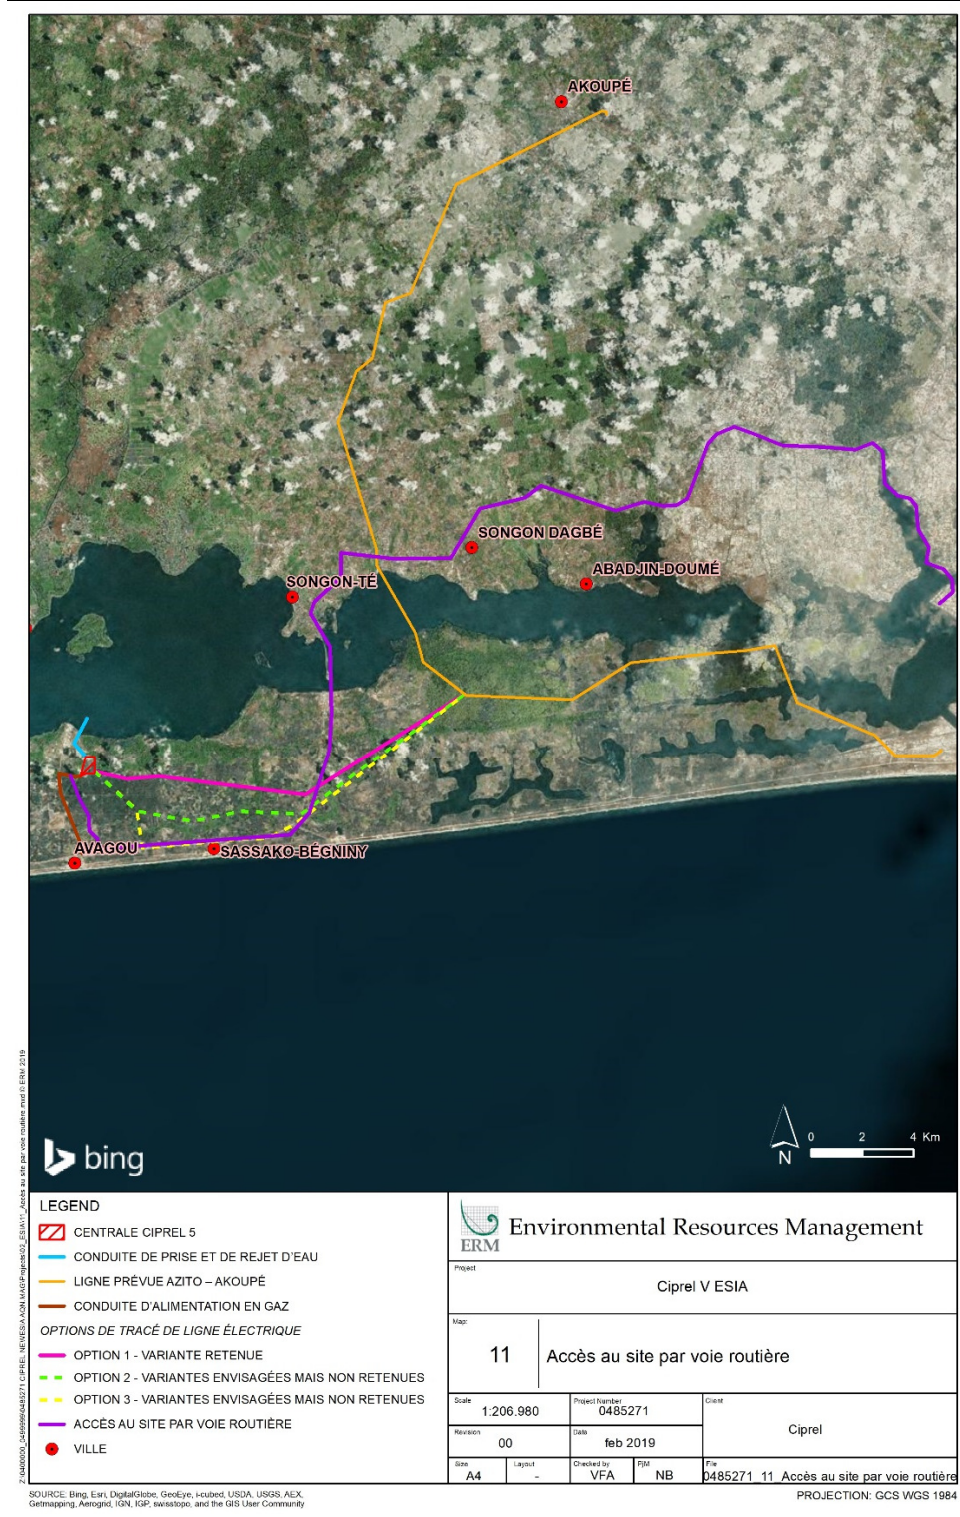 AKOUPÉ
SONGON DAGBÉ
SONGON-TÉ
ABADJIN-DOUMÉ
AVAGOU
SASSAKO-BÉGNINY
bing
0 2 4 Km
N
LEGEND
CENTRALE CIPREL 5
CONDUITE DE PRISE ET DE REJET D'EAU
LIGNE PRÉVUE AZITO – AKOUPÉ
CONDUITE D'ALIMENTATION EN GAZ
OPTIONS DE TRACÉ DE LIGNE ÉLECTRIQUE
OPTION 1 - VARIANTE RETENUE
OPTION 2 - VARIANTES ENVISAGÉES MAIS NON RETENUES
OPTION 3 - VARIANTES ENVISAGÉES MAIS NON RETENUES
ACCÈS AU SITE PAR VOIE ROUTIÈRE
VILLE
ERM
Environmental Resources Management
Project
Ciprel V ESIA
Map:
11
Accès au site par voie routière
Scale
1:206.980
Project Number
0485271
Client
Ciprel
Revision
00
Date
feb 2019
Size
A4
Layout
-
Checked by
VFA
PjM
NB
File
0485271_11_Accès au site par voie routière
SOURCE: Bing, Esri, DigitalGlobe, GeoEye, i-cubed, USDA, USGS, AEX,
Getmapping, Aerogrid, IGN, IGP, swisstopo, and the GIS User Community
PROJECTION: GCS WGS 1984